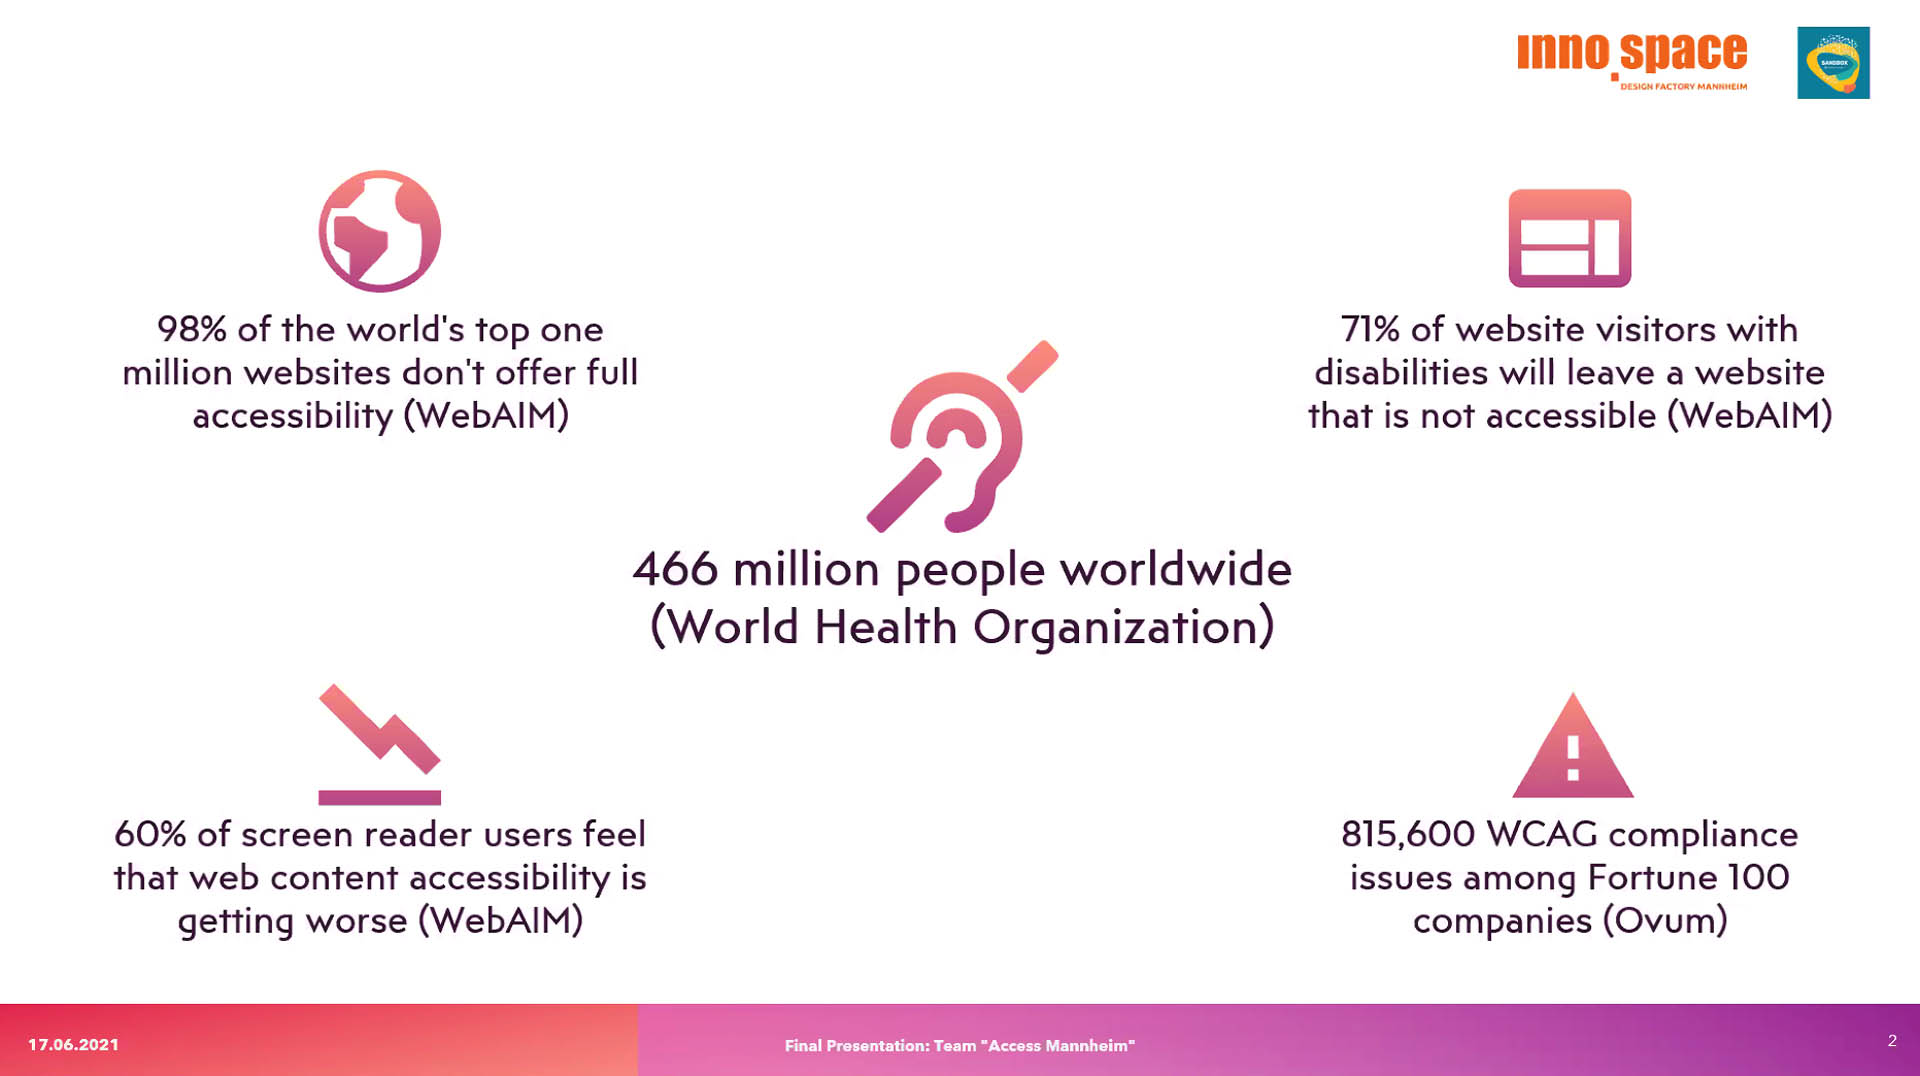 inno.space
DESIGN FACTORY MANNHEIM
SANDBOX
98% of the world's top one
million websites don't offer full
accessibility (WebAIM)
71% of website visitors with
disabilities will leave a website
that is not accessible (WebAIM)
466 million people worldwide
(World Health Organization)
60% of screen reader users feel
that web content accessibility is
getting worse (WebAIM)
815,600 WCAG compliance
issues among Fortune 100
companies (Ovum)
17.06.2021
Final Presentation: Team "Access Mannheim"
2